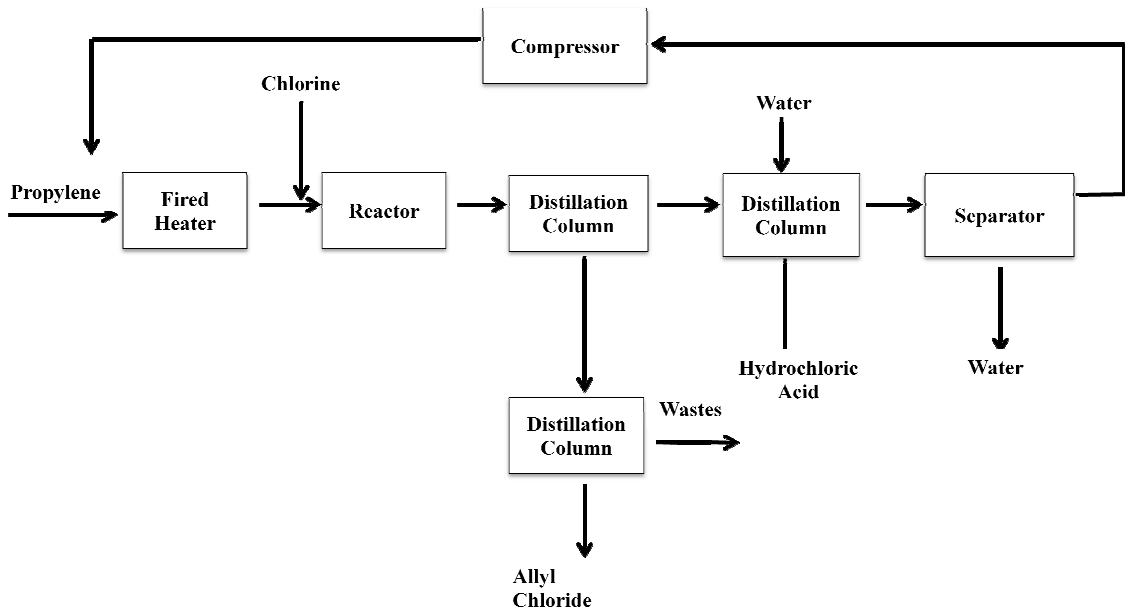 Compressor
Chlorine
Water
Propylene
Fired
Heater
Reactor
Distillation
Column
Distillation
Column
Separator
Hydrochloric
Acid
Water
Distillation
Column
Wastes
Allyl
Chloride